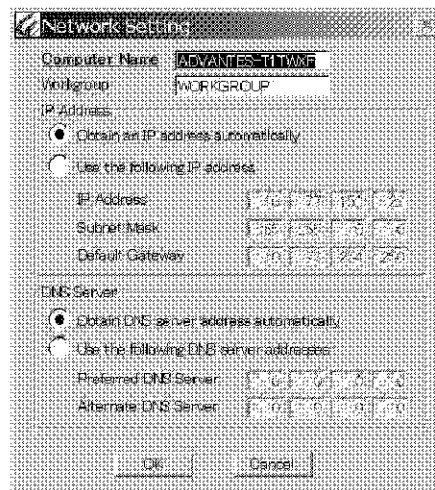 Network Setting
Computer Name ADVANTES-T1TWXF
Workgroup WORKGROUP
IP Address
Obtain an IP address automatically
Use the following IP address
IP Address
Subnet Mask
Default Gateway
DNS Server
Obtain DNS server address automatically
Use the following DNS server addresses
Preferred DNS Server
Alternate DNS Server
OK Cancel